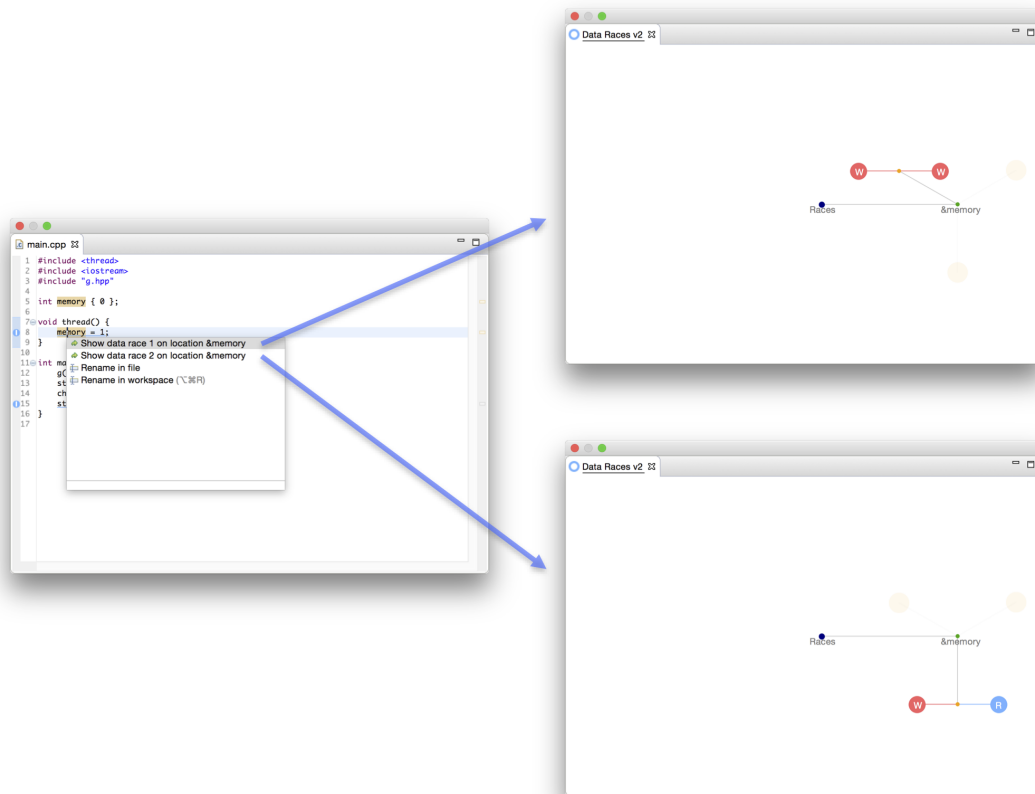 Data Races v2
W
W
Races
&memory
main.cpp
1 #include <thread>
2 #include <iostream>
3 #include "g.hpp"
4
5 int memory { 0 };
6
7 void thread() {
8 memory = 1;
9 }
10
11 int ma
12 g(
13 st
14 ch
15 st
16 }
17
Show data race 1 on location &memory
Show data race 2 on location &memory
Rename in file
Rename in workspace (⌥⌘R)
Data Races v2
Races
&memory
W
R